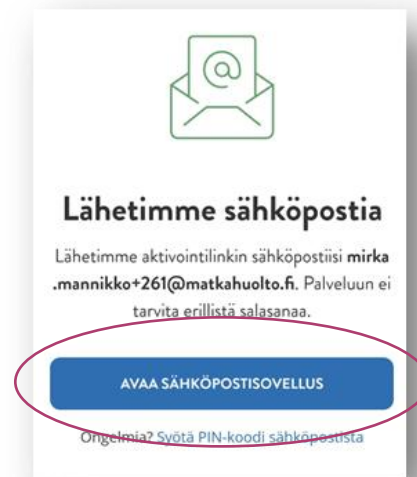 @
Lähetimme sähköpostia
Lähetimme aktivointilinkin sähköpostiisi mirka
.mannikko+261@matkahuolto.fi. Palveluun ei
tarvita erillistä salasanaa.
AVAA SÄHKÖPOSTISOVELLUS
Ongelmia? Syötä PIN-koodi sähköpostista